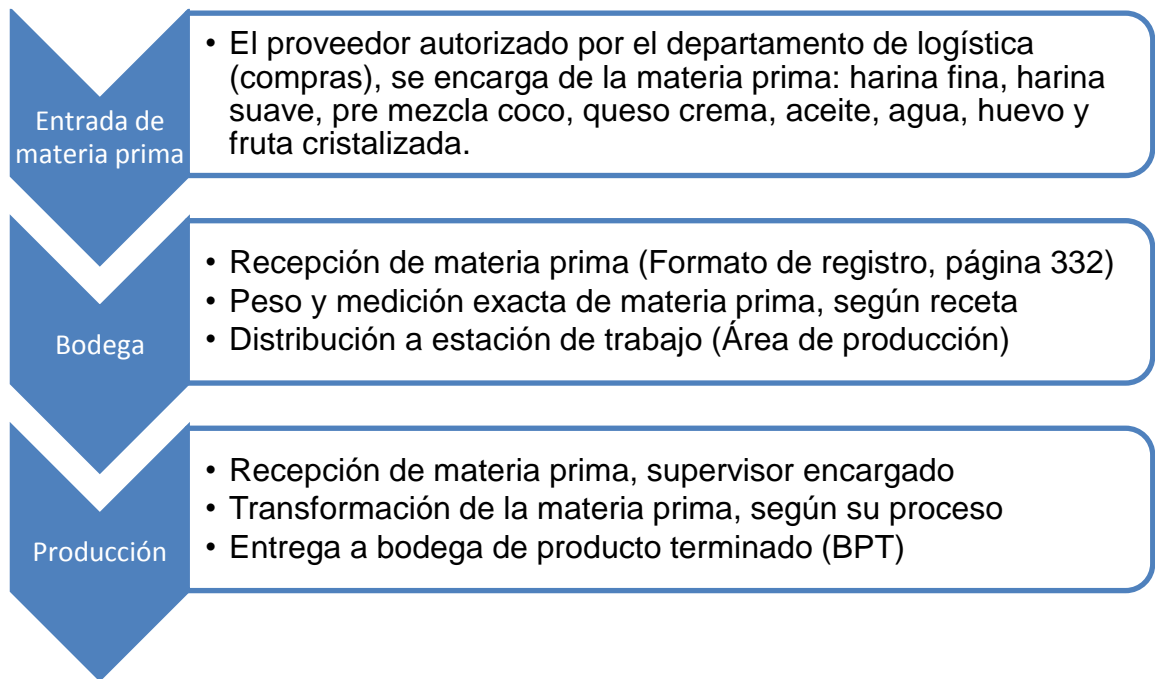 Entrada de
materia prima
• El proveedor autorizado por el departamento de logística
(compras), se encarga de la materia prima: harina fina, harina
suave, pre mezcla coco, queso crema, aceite, agua, huevo y
fruta cristalizada.
Bodega
• Recepción de materia prima (Formato de registro, página 332)
• Peso y medición exacta de materia prima, según receta
• Distribución a estación de trabajo (Área de producción)
Producción
• Recepción de materia prima, supervisor encargado
• Transformación de la materia prima, según su proceso
• Entrega a bodega de producto terminado (BPT)